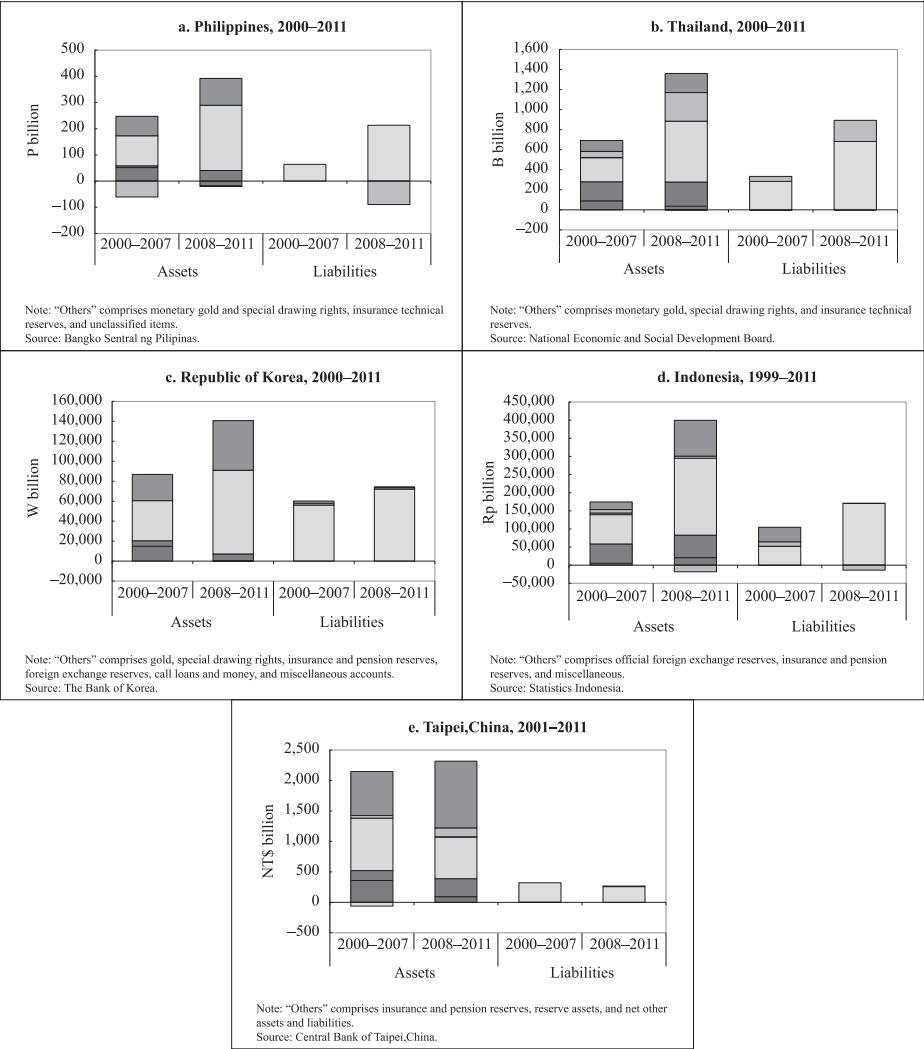 a. Philippines, 2000–2011
P billion
500
400
300
200
100
0
–100
–200
2000–2007 2008–2011 2000–2007 2008–2011
Assets Liabilities
Note: “Others” comprises monetary gold and special drawing rights, insurance technical
reserves, and unclassified items.
Source: Bangko Sentral ng Pilipinas.
b. Thailand, 2000–2011
B billion
1,600
1,400
1,200
1,000
800
600
400
200
0
–200
2000–2007 2008–2011 2000–2007 2008–2011
Assets Liabilities
Note: “Others” comprises monetary gold, special drawing rights, and insurance technical
reserves.
Source: National Economic and Social Development Board.
c. Republic of Korea, 2000–2011
W billion
160,000
140,000
120,000
100,000
80,000
60,000
40,000
20,000
0
–20,000
2000–2007 2008–2011 2000–2007 2008–2011
Assets Liabilities
Note: “Others” comprises gold, special drawing rights, insurance and pension reserves,
foreign exchange reserves, call loans and money, and miscellaneous accounts.
Source: The Bank of Korea.
d. Indonesia, 1999–2011
Rp billion
450,000
400,000
350,000
300,000
250,000
200,000
150,000
100,000
50,000
0
–50,000
2000–2007 2008–2011 2000–2007 2008–2011
Assets Liabilities
Note: “Others” comprises official foreign exchange reserves, insurance and pension
reserves, and miscellaneous.
Source: Statistics Indonesia.
e. Taipei,China, 2001–2011
NT$ billion
2,500
2,000
1,500
1,000
500
0
–500
2000–2007 2008–2011 2000–2007 2008–2011
Assets Liabilities
Note: “Others” comprises insurance and pension reserves, reserve assets, and net other
assets and liabilities.
Source: Central Bank of Taipei,China.